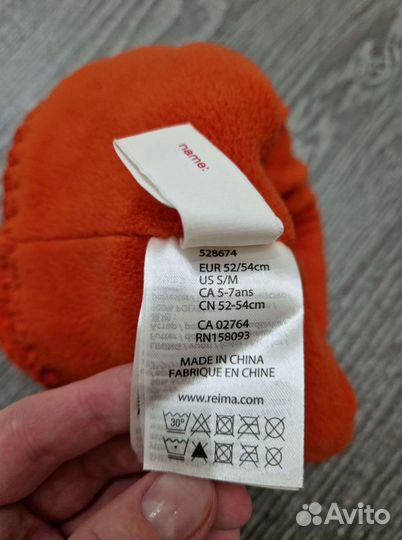 name:
528674
EUR 52/54cm
US S/M
CA 5-7ans
CN 52-54cm
CA 02764
RN158093
MADE IN CHINA
FABRIQUE EN CHINE
www.reima.com
30°
Avito